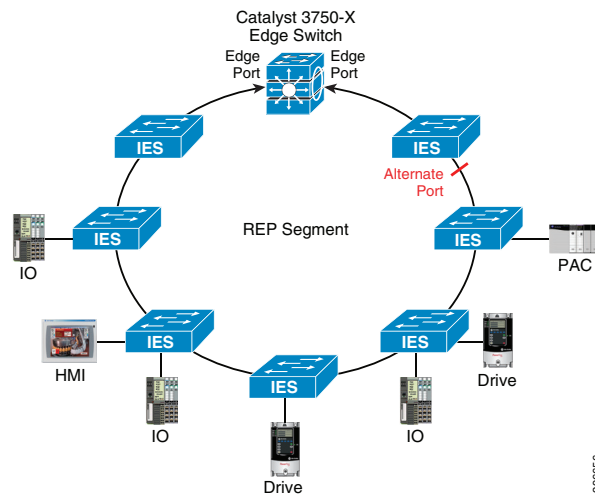 Catalyst 3750-X
Edge Switch
Edge
Port
Edge
Port
IES
IES
Alternate
Port
IES
IES
REP Segment
IO
PAC
IES
IES
HMI
IES
Drive
IO
IO
Drive